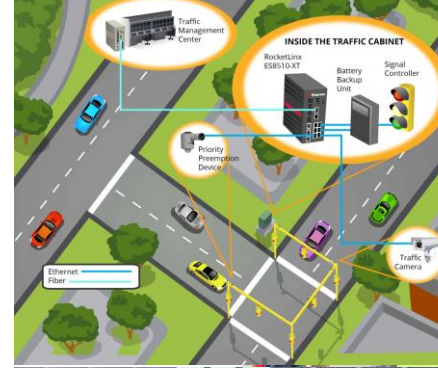 Traffic
Management
Center
INSIDE THE TRAFFIC CABINET
RocketLinx
ES8510-XT
Battery
Backup
Unit
Signal
Controller
Priority
Preemption
Device
Traffic
Camera
Ethernet
Fiber